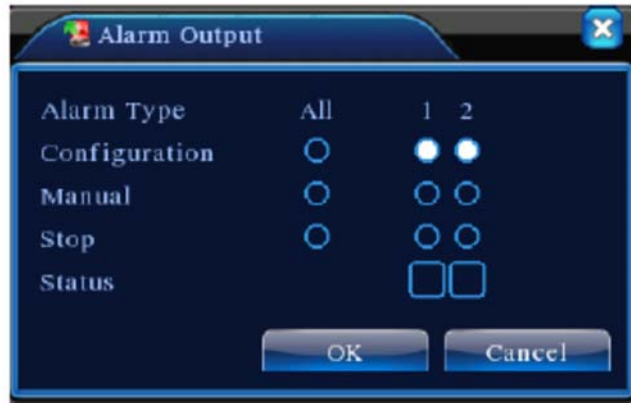 Alarm Output
Alarm Type All 1 2
Configuration
Manual
Stop
Status
OK Cancel